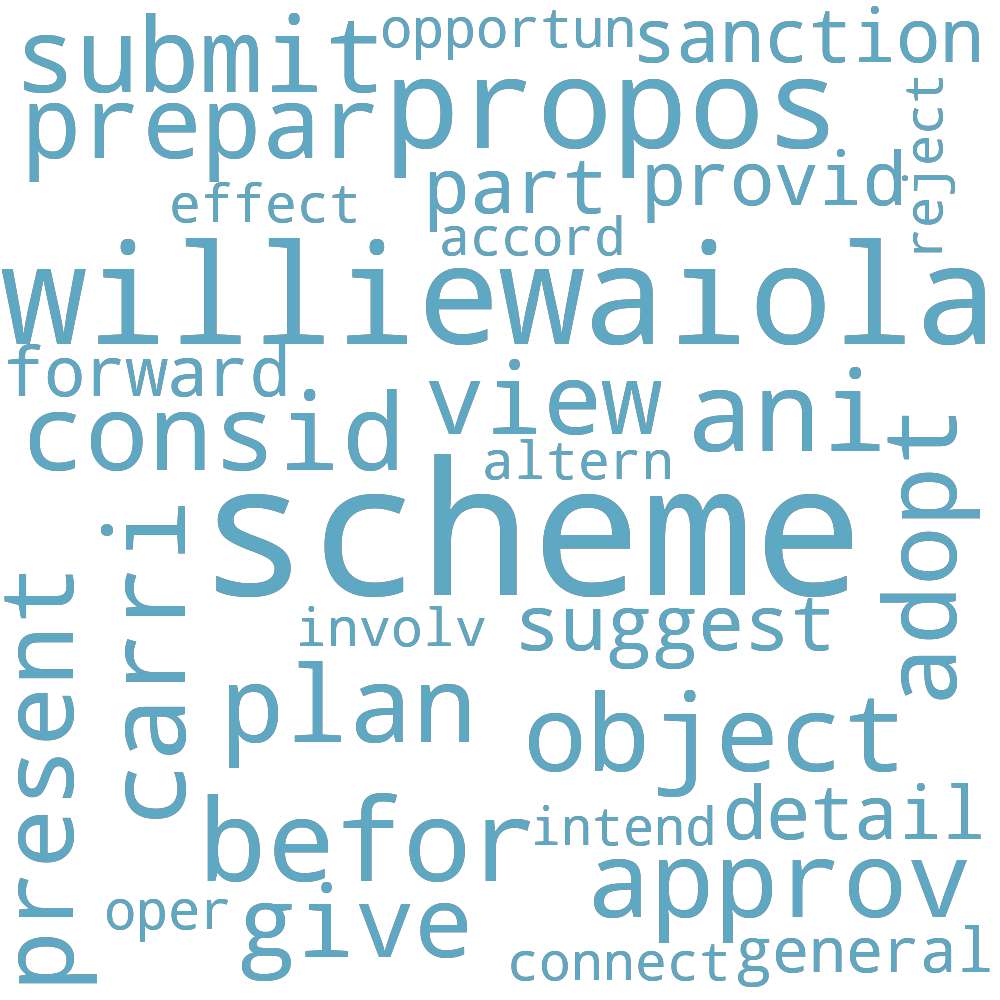 submit
opportun
sanction
prepar
propos
reject
effect
part
provid
accord
williewaiola
forward
consid
view
ani
altern
adopt
scheme
carri
present
involv
suggest
plan
object
befor
intend
detail
approv
oper
give
connect
general